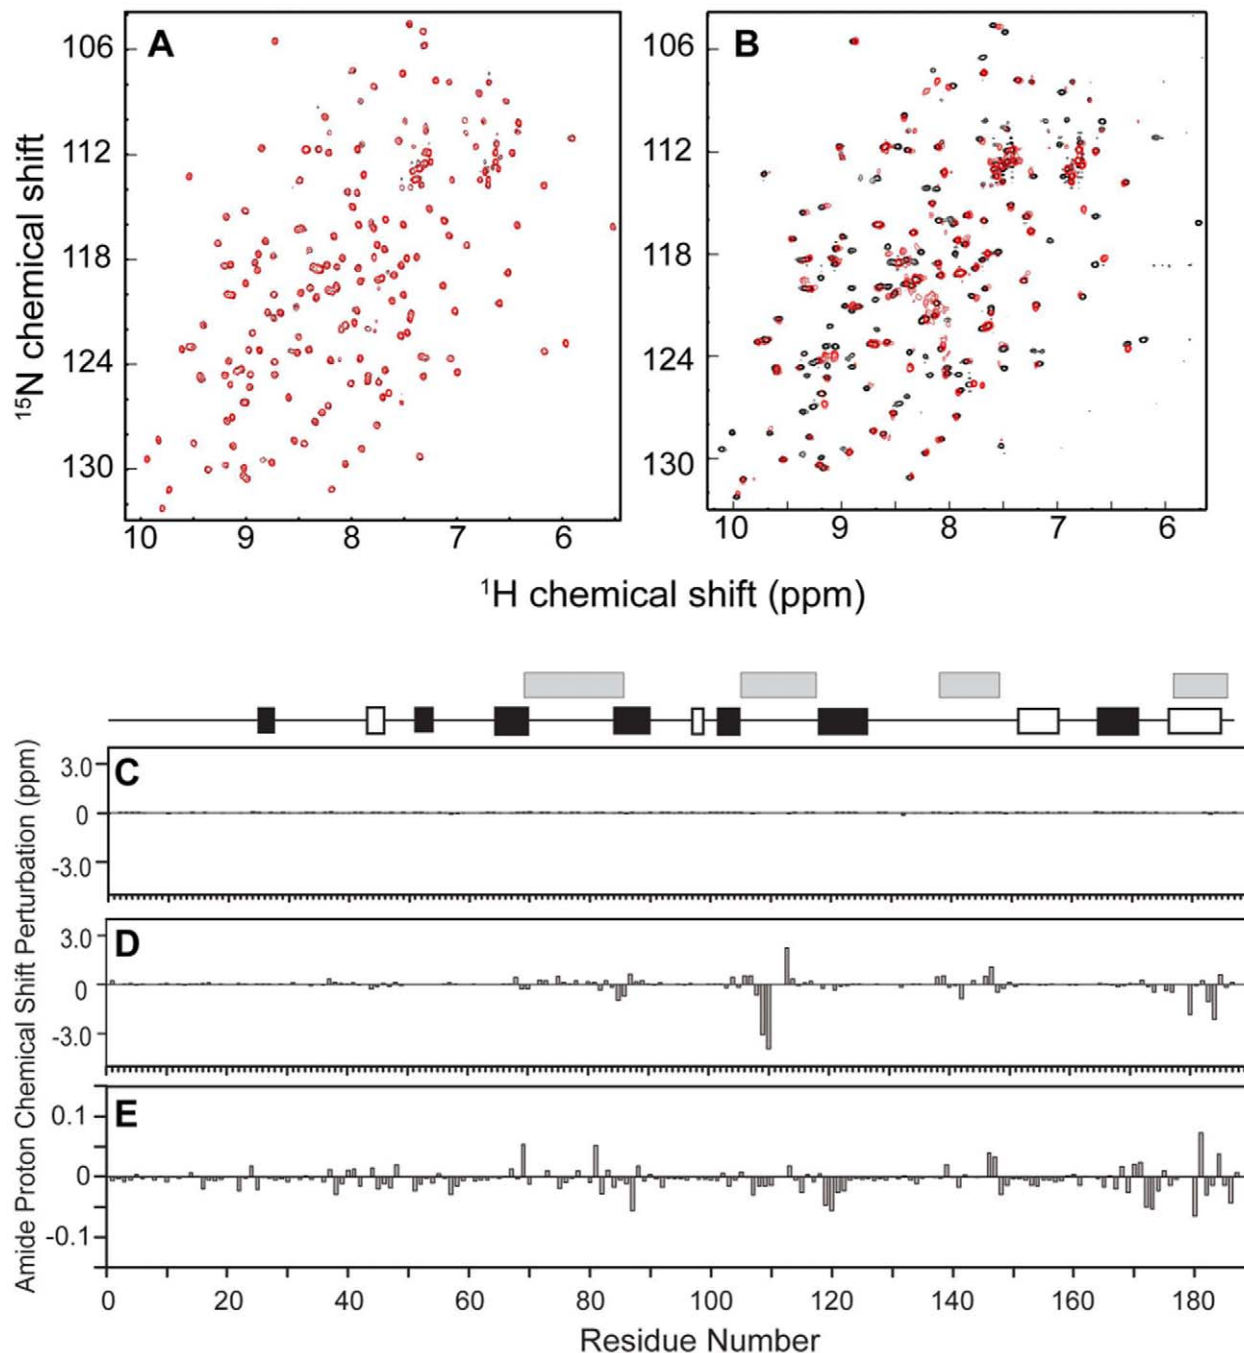 A
B
106
112
118
124
130
106
112
118
124
130
¹⁵N chemical shift
10 9 8 7 6
10 9 8 7 6
¹H chemical shift (ppm)
Amide Proton Chemical Shift Perturbation (ppm)
C
3.0
0
-3.0
D
3.0
0
-3.0
E
0.1
0
-0.1
0 20 40 60 80 100 120 140 160 180
Residue Number